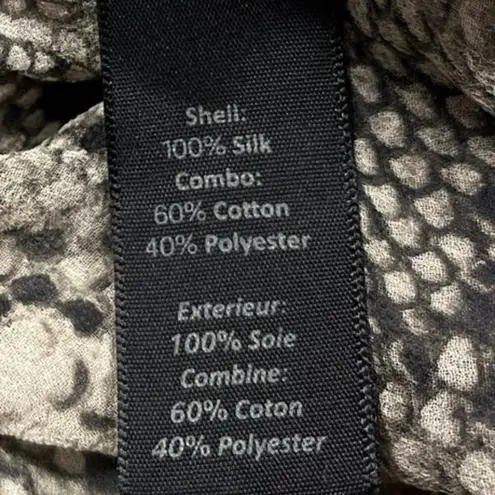 Shell:
100% Silk
Combo:
60% Cotton
40% Polyester
Exterieur:
100% Soie
Combine:
60% Coton
40% Polyester